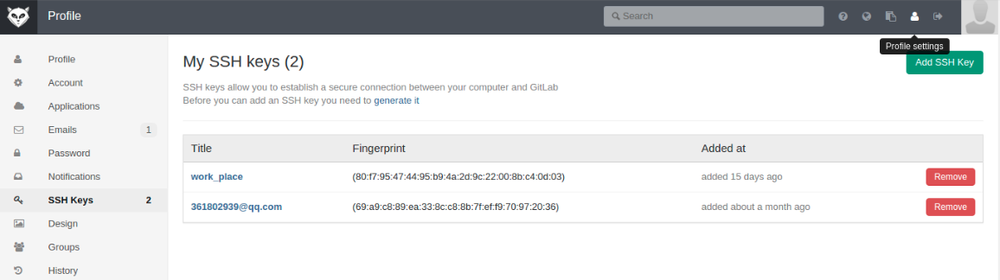 Profile
Search
Profile settings
Profile
Account
Applications
Emails 1
Password
Notifications
SSH Keys 2
Design
Groups
History
My SSH keys (2)
Add SSH Key
SSH keys allow you to establish a secure connection between your computer and GitLab
Before you can add an SSH key you need to generate it
Title Fingerprint Added at
work_place (80:f7:95:47:44:95:b9:4a:2d:9c:22:00:8b:c4:0d:03) added 15 days ago Remove
361802939@qq.com (69:a9:c8:89:ea:33:8c:c8:8b:7f:ef:f9:70:97:20:36) added about a month ago Remove